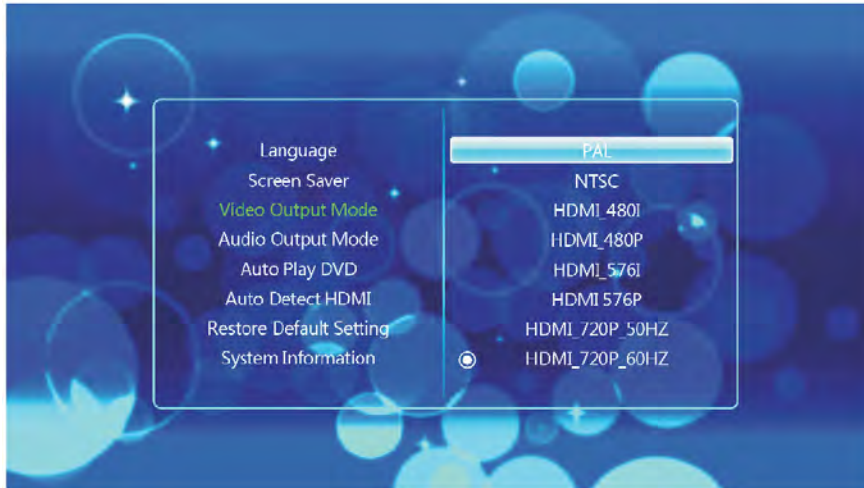 Language
Screen Saver
Video Output Mode
Audio Output Mode
Auto Play DVD
Auto Detect HDMI
Restore Default Setting
System Information
PAL
NTSC
HDMI_480I
HDMI_480P
HDMI_576I
HDMI 576P
HDMI_720P_50HZ
HDMI_720P_60HZ